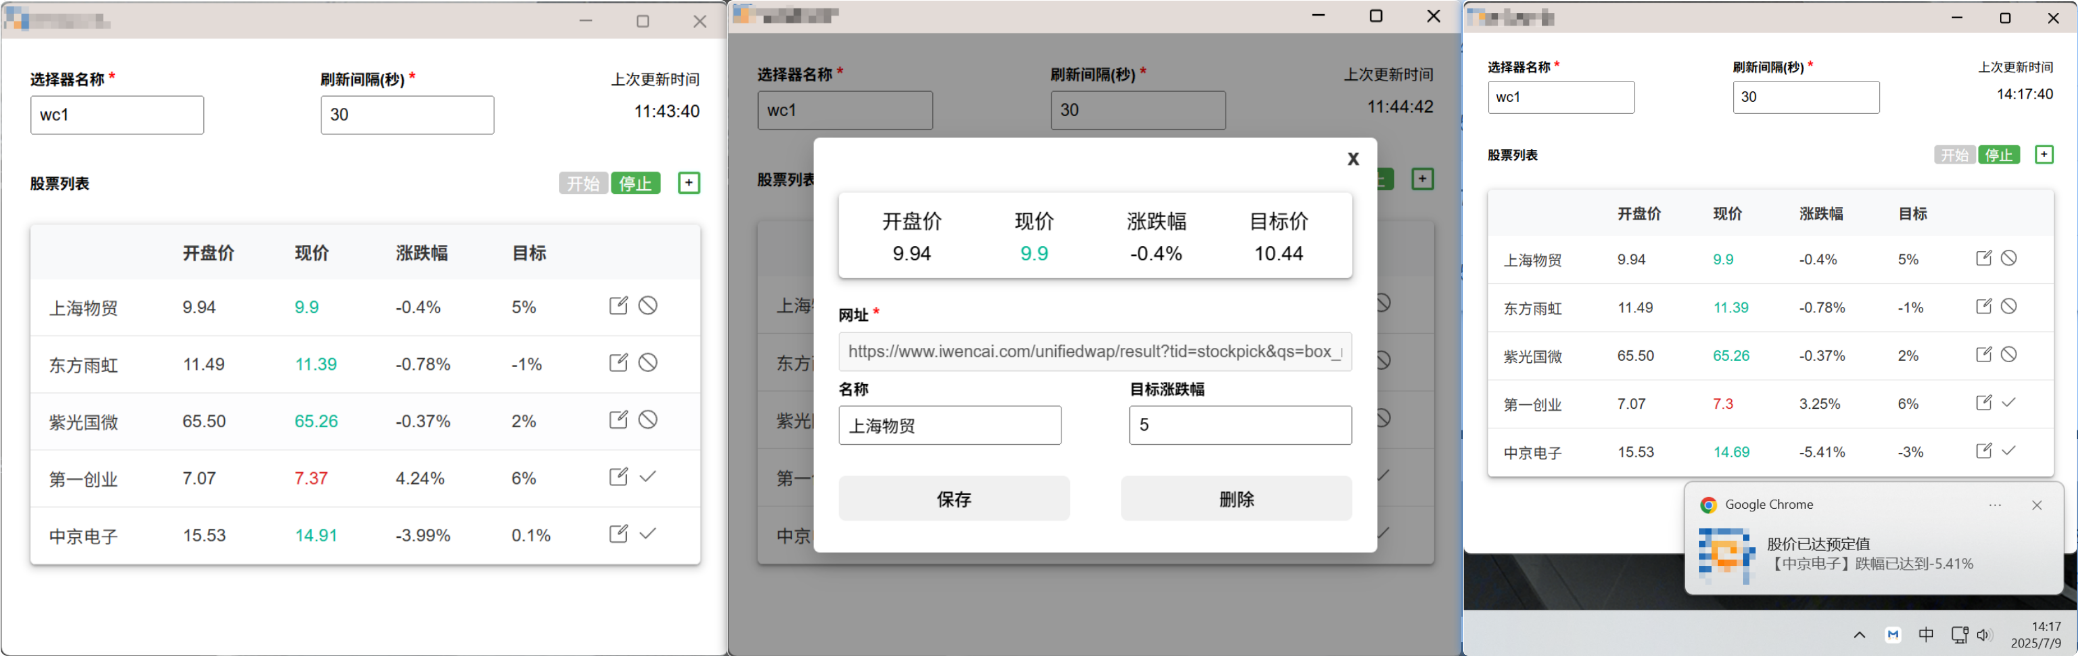 选择器名称 *
刷新间隔(秒) *
上次更新时间
wc1
30
11:43:40
股票列表
开始 停止 +
开盘价 现价 涨跌幅 目标
上海物贸 9.94 9.9 -0.4% 5%
东方雨虹 11.49 11.39 -0.78% -1%
紫光国微 65.50 65.26 -0.37% 2%
第一创业 7.07 7.37 4.24% 6%
中京电子 15.53 14.91 -3.99% 0.1%
选择器名称 *
刷新间隔(秒) *
上次更新时间
wc1
30
11:44:42
股票列表
+
上海
东方
紫光
第一
中京
X
开盘价 现价 涨跌幅 目标价
9.94 9.9 -0.4% 10.44
网址 *
https://www.iwencai.com/unifiedwap/result?tid=stockpick&qs=box_
名称 目标涨跌幅
上海物贸 5
保存 删除
选择器名称 *
刷新间隔(秒) *
上次更新时间
wc1
30
14:17:40
股票列表
开始 停止 +
开盘价 现价 涨跌幅 目标
上海物贸 9.94 9.9 -0.4% 5%
东方雨虹 11.49 11.39 -0.78% -1%
紫光国微 65.50 65.26 -0.37% 2%
第一创业 7.07 7.3 3.25% 6%
中京电子 15.53 14.69 -5.41% -3%
Google Chrome
股价已达预定值
【中京电子】跌幅已达到-5.41%
M 中
14:17
2025/7/9